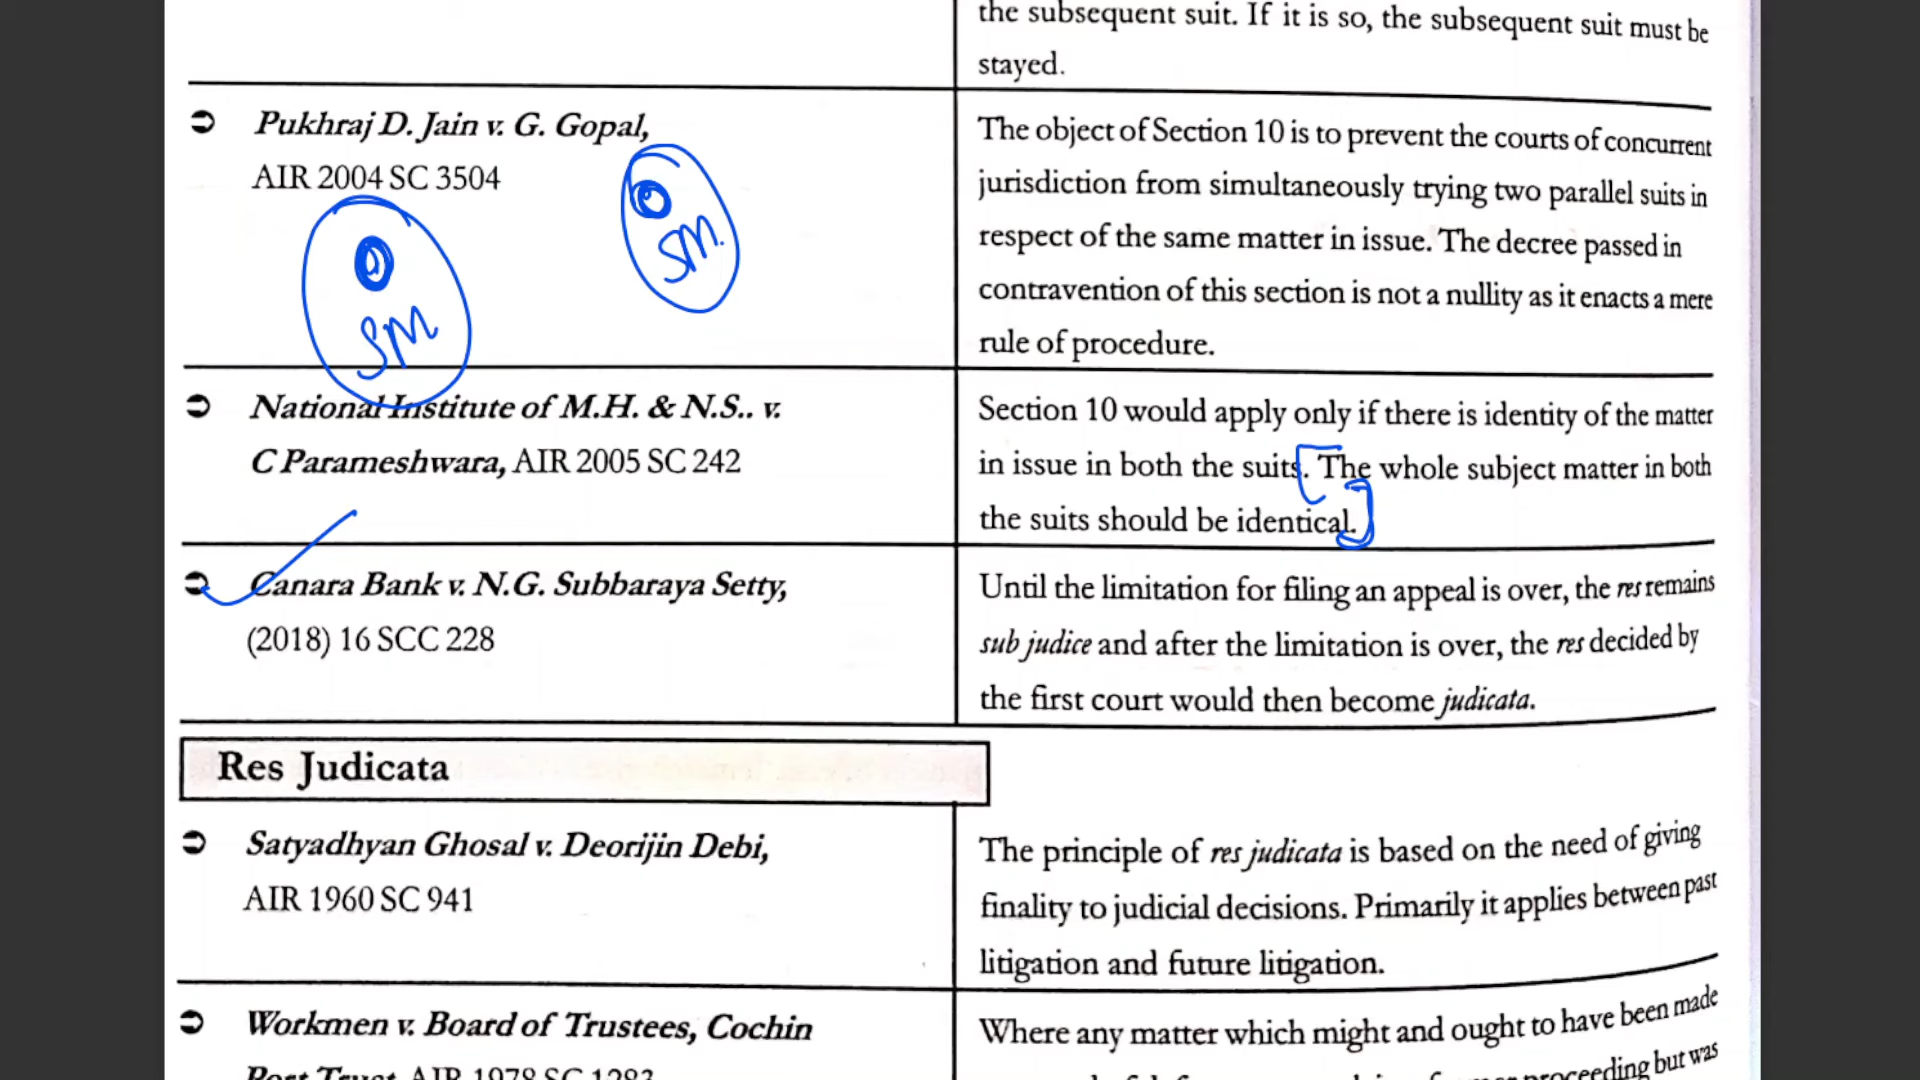 the subsequent suit. If it is so, the subsequent suit must be
stayed.
➲ Pukhraj D. Jain v. G. Gopal,
AIR 2004 SC 3504
SM
SM.
The object of Section 10 is to prevent the courts of concurrent
jurisdiction from simultaneously trying two parallel suits in
respect of the same matter in issue. The decree passed in
contravention of this section is not a nullity as it enacts a mere
rule of procedure.
➲ National Institute of M.H. & N.S.. v.
C Parameshwara, AIR 2005 SC 242
Section 10 would apply only if there is identity of the matter
in issue in both the suits. The whole subject matter in both
the suits should be identical.
➲ Canara Bank v. N.G. Subbaraya Setty,
(2018) 16 SCC 228
Until the limitation for filing an appeal is over, the res remains
sub judice and after the limitation is over, the res decided by
the first court would then become judicata.
Res Judicata
➲ Satyadhyan Ghosal v. Deorijin Debi,
AIR 1960 SC 941
The principle of res judicata is based on the need of giving
finality to judicial decisions. Primarily it applies between past
litigation and future litigation.
➲ Workmen v. Board of Trustees, Cochin
Port Trust, AIR 1978 SC 1283
Where any matter which might and ought to have been made
proceeding but was